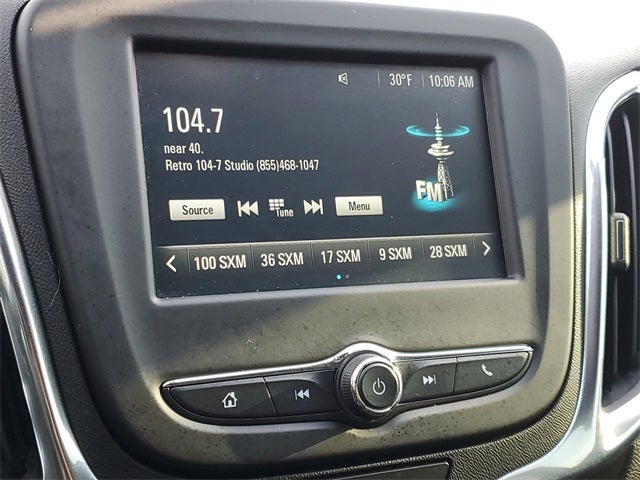 30°F 10:06 AM
104.7
near 40.
Retro 104-7 Studio (855)468-1047
FM
Source Tune Menu
100 SXM 36 SXM 17 SXM 9 SXM 28 SXM